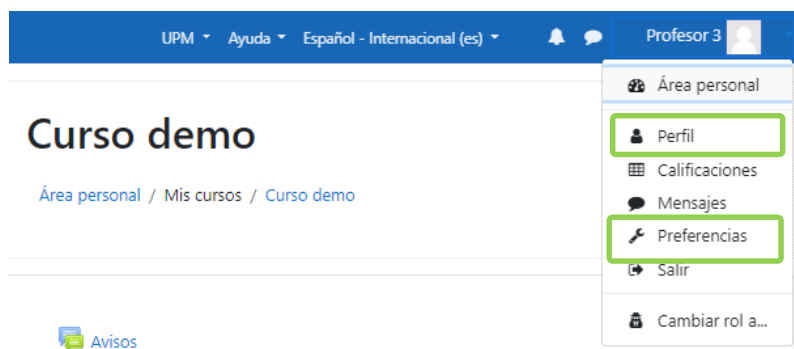 UPM Ayuda Español - Internacional (es) Profesor 3
Área personal
Curso demo
Perfil
Calificaciones
Área personal / Mis cursos / Curso demo
Mensajes
Preferencias
Salir
Cambiar rol a...
Avisos